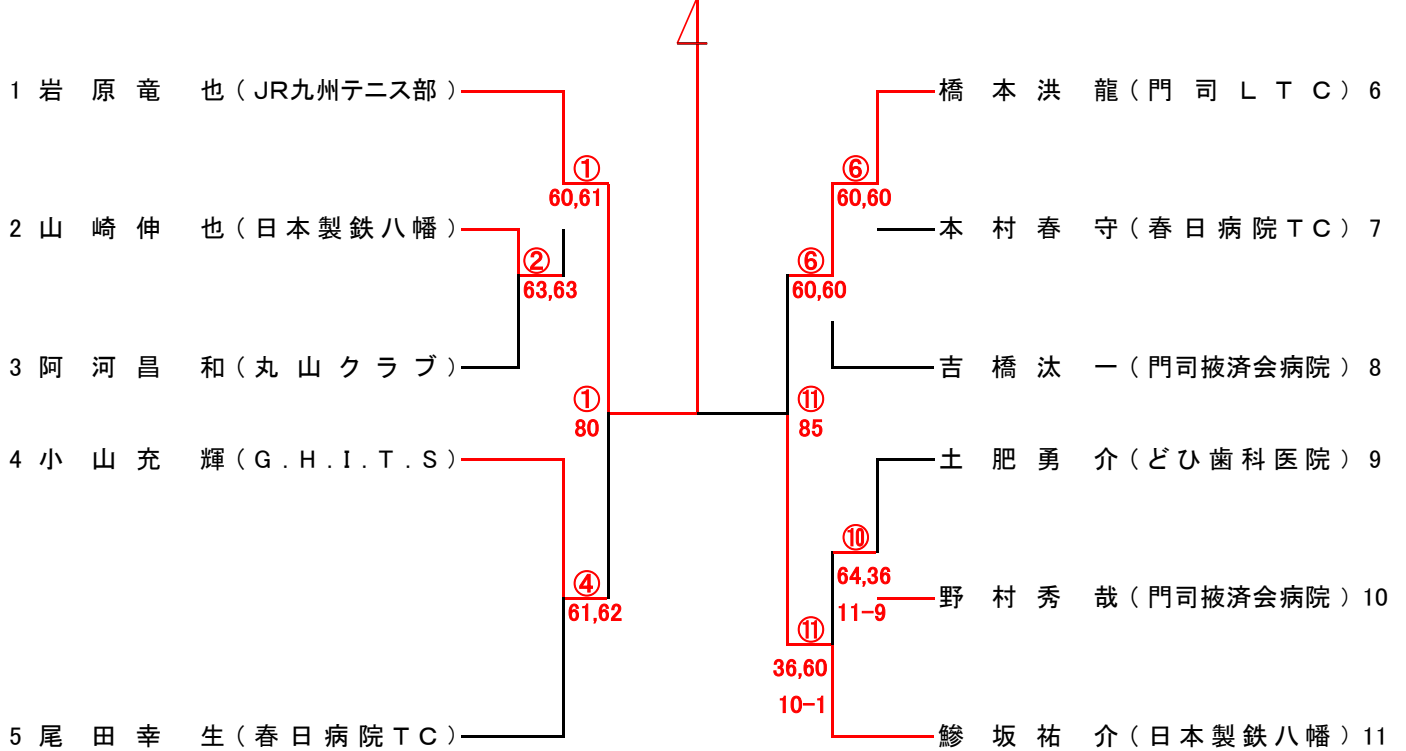 1 岩 原 竜 也 ( JR九州テニス部 )
橋 本 洪 龍 ( 門 司 L T C ) 6
①
60,61
⑥
60,60
2 山 崎 伸 也 ( 日 本 製 鉄 八 幡 )
本 村 春 守 ( 春 日 病 院 T C ) 7
②
63,63
⑥
60,60
3 阿 河 昌 和 ( 丸 山 ク ラ ブ )
吉 橋 汰 一 ( 門司掖済会病院 ) 8
①
80
⑪
85
4 小 山 充 輝 ( G . H . I . T . S )
土 肥 勇 介 ( ど ひ 歯 科 医 院 ) 9
④
61,62
⑩
64,36
11-9
野 村 秀 哉 ( 門司掖済会病院 ) 10
⑪
36,60
10-1
5 尾 田 幸 生 ( 春 日 病 院 T C )
鰺 坂 祐 介 ( 日 本 製 鉄 八 幡 ) 11